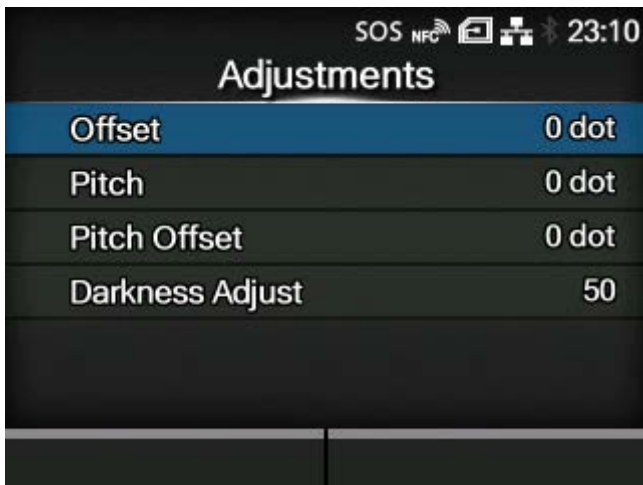 SOS NFC 23:10
Adjustments
Offset 0 dot
Pitch 0 dot
Pitch Offset 0 dot
Darkness Adjust 50